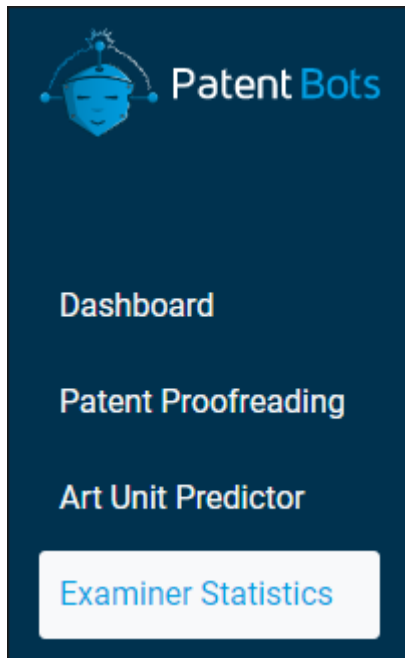 Patent Bots
Dashboard
Patent Proofreading
Art Unit Predictor
Examiner Statistics